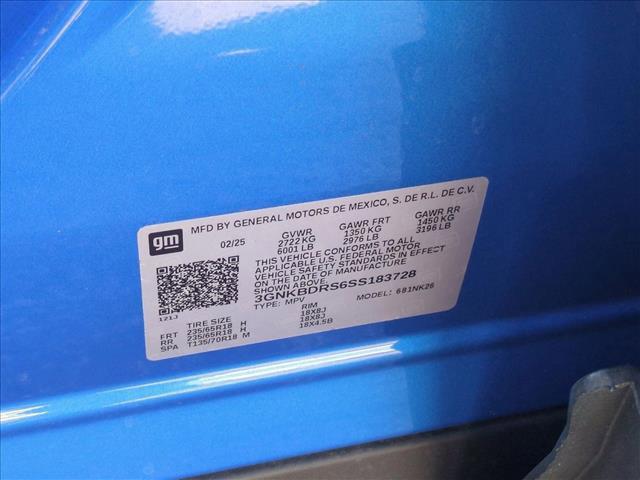 gm
MFD BY GENERAL MOTORS DE MEXICO, S. DE R.L. DE C.V.
02/25 GVWR GAWR FRT GAWR RR
2722 KG 1350 KG 1450 KG
6001 LB 2976 LB 3196 LB
THIS VEHICLE CONFORMS TO ALL
APPLICABLE U.S. FEDERAL MOTOR
VEHICLE SAFETY STANDARDS IN EFFECT
ON THE DATE OF MANUFACTURE
SHOWN ABOVE.
3GNKBDRS6SS183728
TYPE: MPV MODEL: 681NK26
121J
TIRE SIZE RIM
FRT 235/65R18 H 18X8J
RR 235/65R18 H 18X8J
SPA T135/70R18 M 18X4.5B